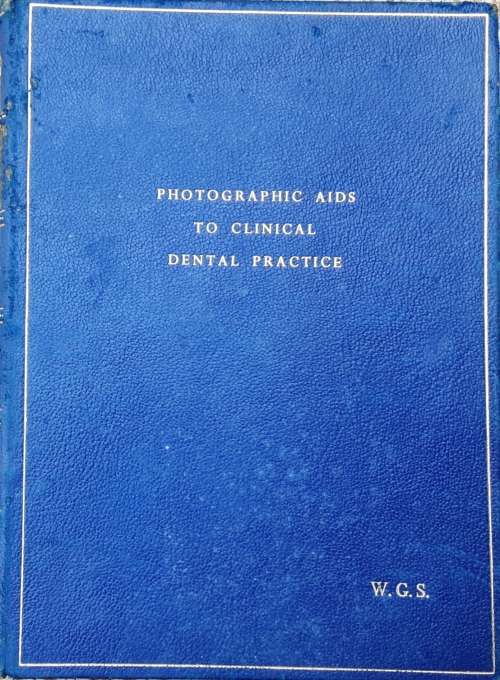 PHOTOGRAPHIC AIDS
TO CLINICAL
DENTAL PRACTICE
W. G. S.